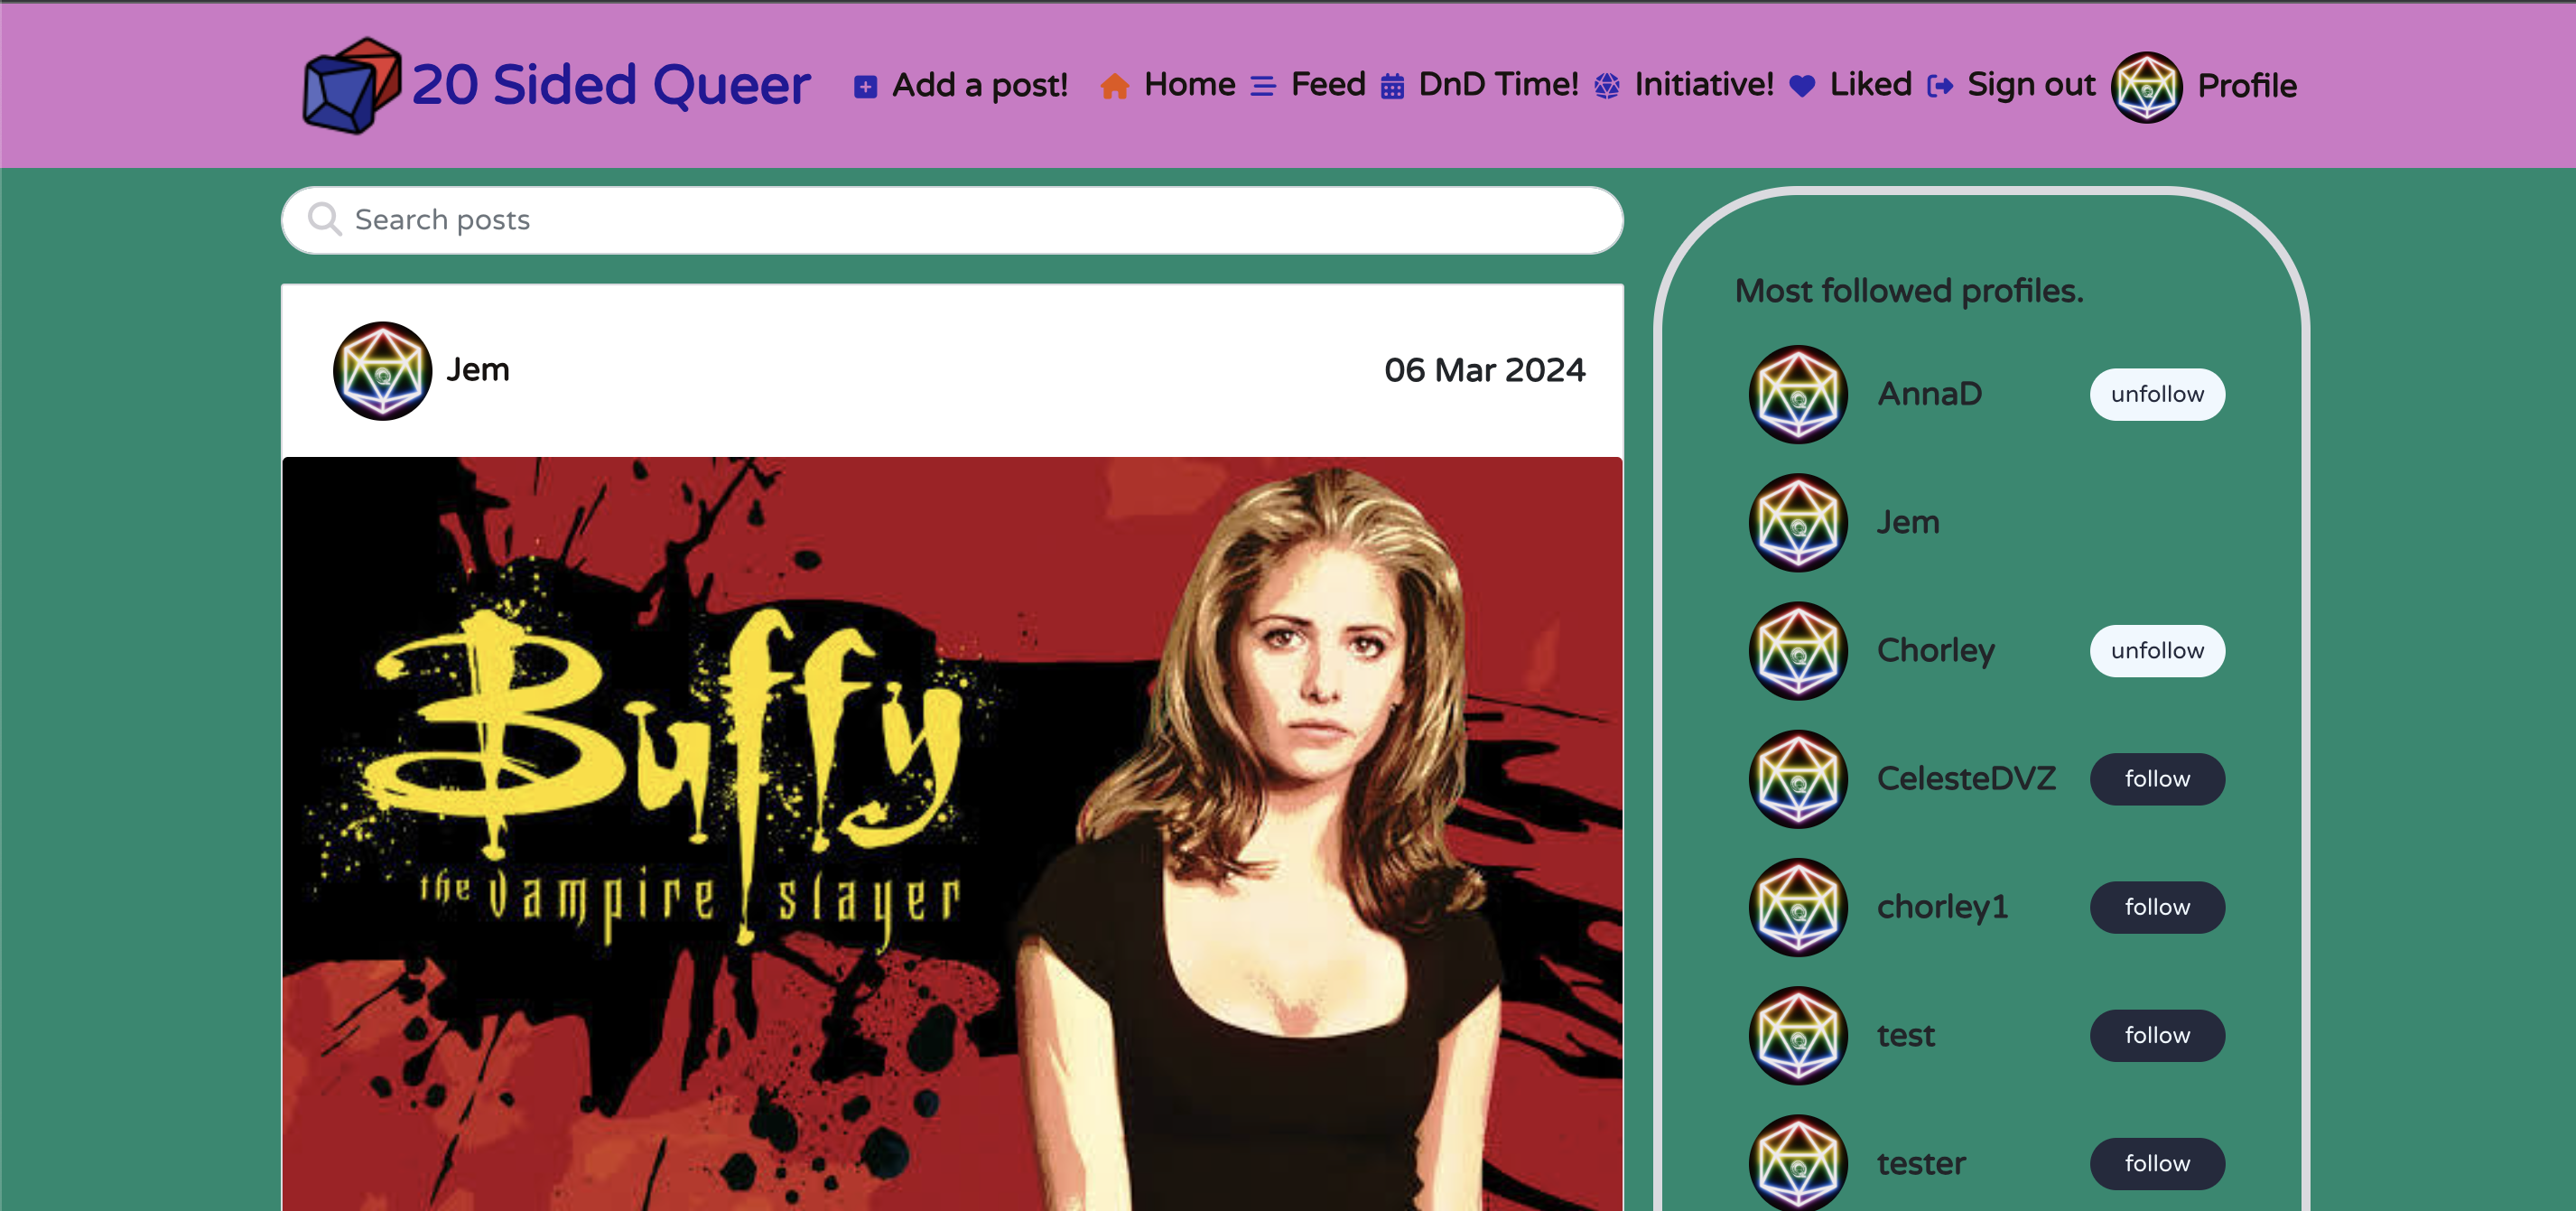 20 Sided Queer Add a post! Home Feed DnD Time! Initiative! Liked Sign out Profile
Search posts
Jem 06 Mar 2024
Buffy
the vampire slayer
Most followed profiles.
AnnaD unfollow
Jem
Chorley unfollow
CelesteDVZ follow
chorley1 follow
test follow
tester follow